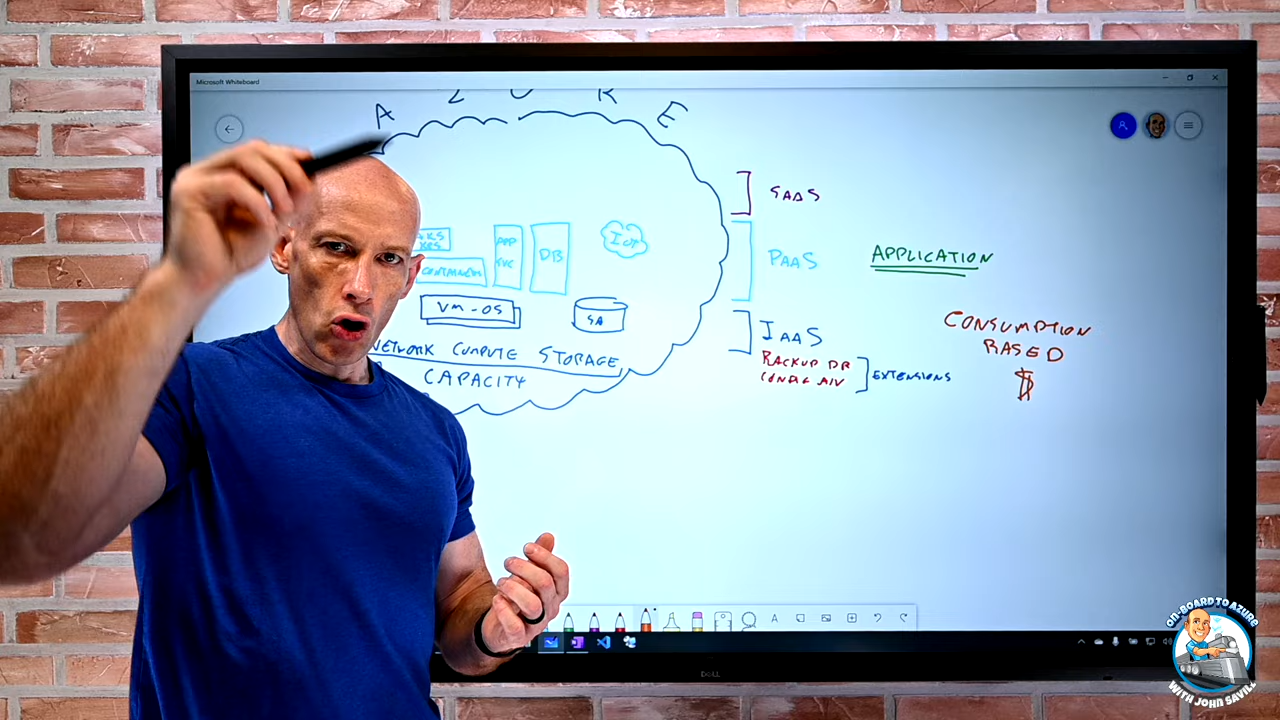 Microsoft Whiteboard
AZURE
SAAS
APP
SVC
DB
IOT
PAAS
APPLICATION
CONTAINERS
VM-OS
SA
IAAS
CONSUMPTION
BASED
$
NETWORK COMPUTE STORAGE
BACKUP DR
CONFIG AIV
EXTENSIONS
CAPACITY
DELL
ON-BOARD TO AZURE
WITH JOHN SAVILL